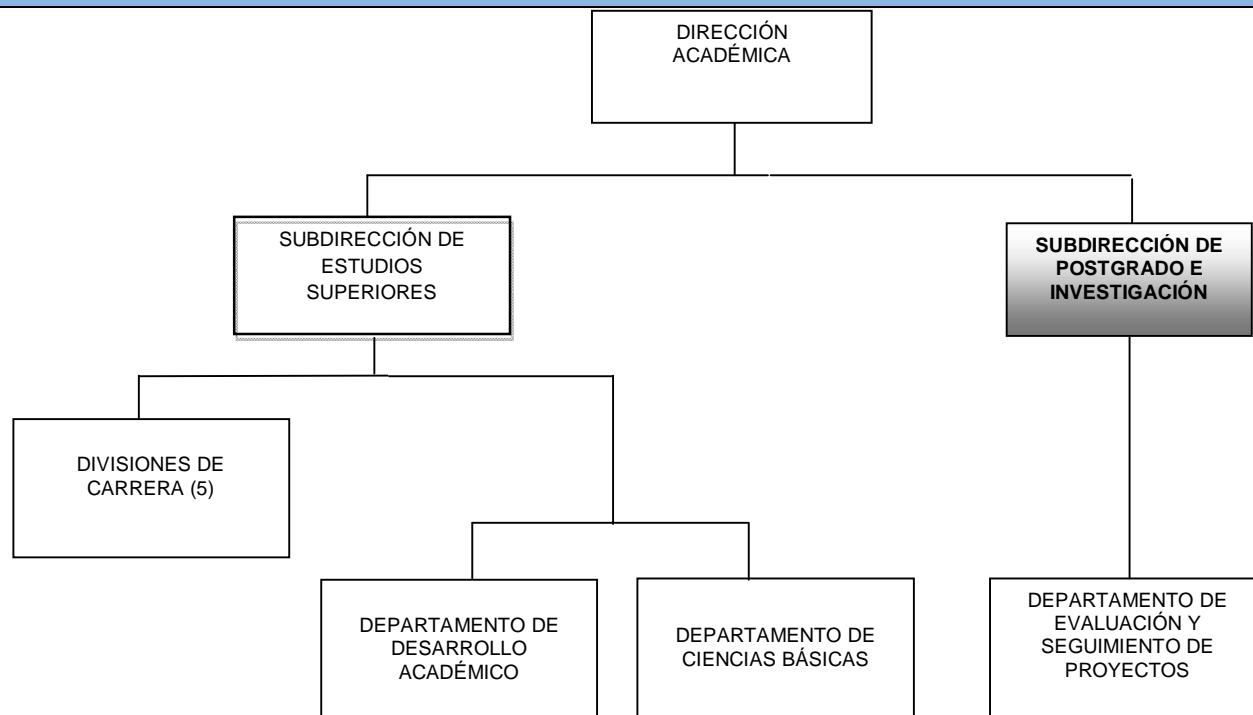 DIRECCIÓN
ACADÉMICA
SUBDIRECCIÓN DE
ESTUDIOS
SUPERIORES
SUBDIRECCIÓN DE
POSTGRADO E
INVESTIGACIÓN
DIVISIONES DE
CARRERA (5)
DEPARTAMENTO DE
DESARROLLO
ACADÉMICO
DEPARTAMENTO DE
CIENCIAS BÁSICAS
DEPARTAMENTO DE
EVALUACIÓN Y
SEGUIMIENTO DE
PROYECTOS